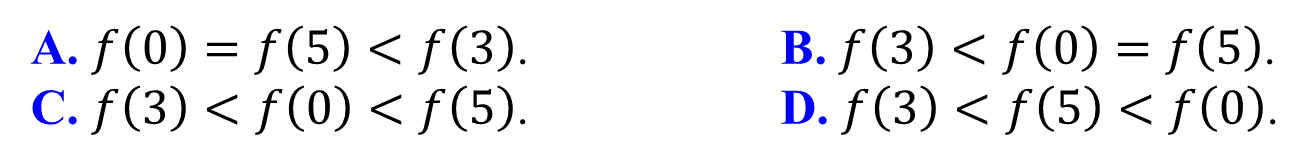 A. f(0) = f(5) < f(3). B. f(3) < f(0) = f(5).
C. f(3) < f(0) < f(5). D. f(3) < f(5) < f(0).